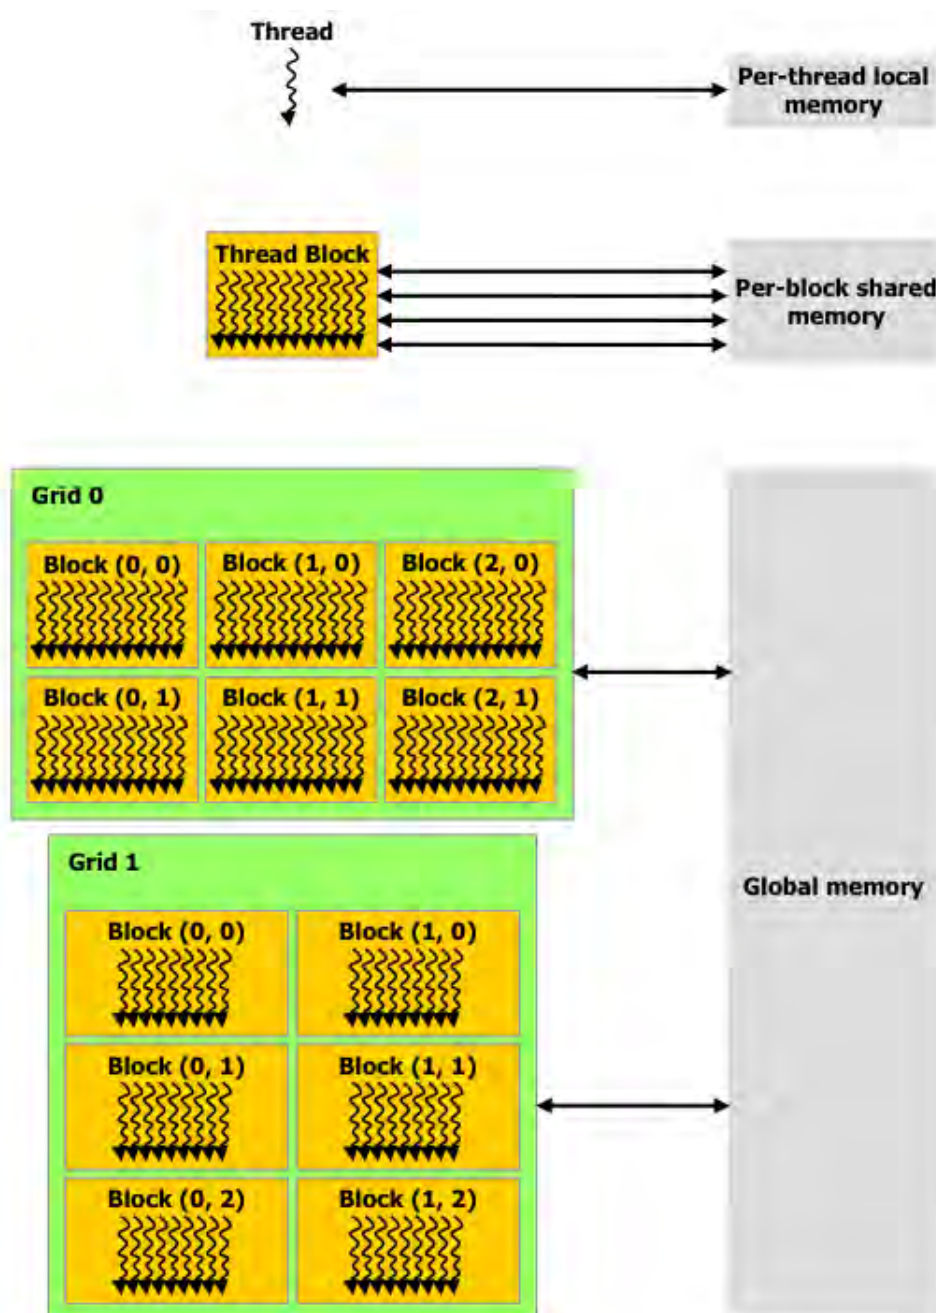 Thread
Per-thread local
memory
Thread Block
Per-block shared
memory
Grid 0
Block (0, 0)
Block (1, 0)
Block (2, 0)
Block (0, 1)
Block (1, 1)
Block (2, 1)
Grid 1
Global memory
Block (0, 0)
Block (1, 0)
Block (0, 1)
Block (1, 1)
Block (0, 2)
Block (1, 2)